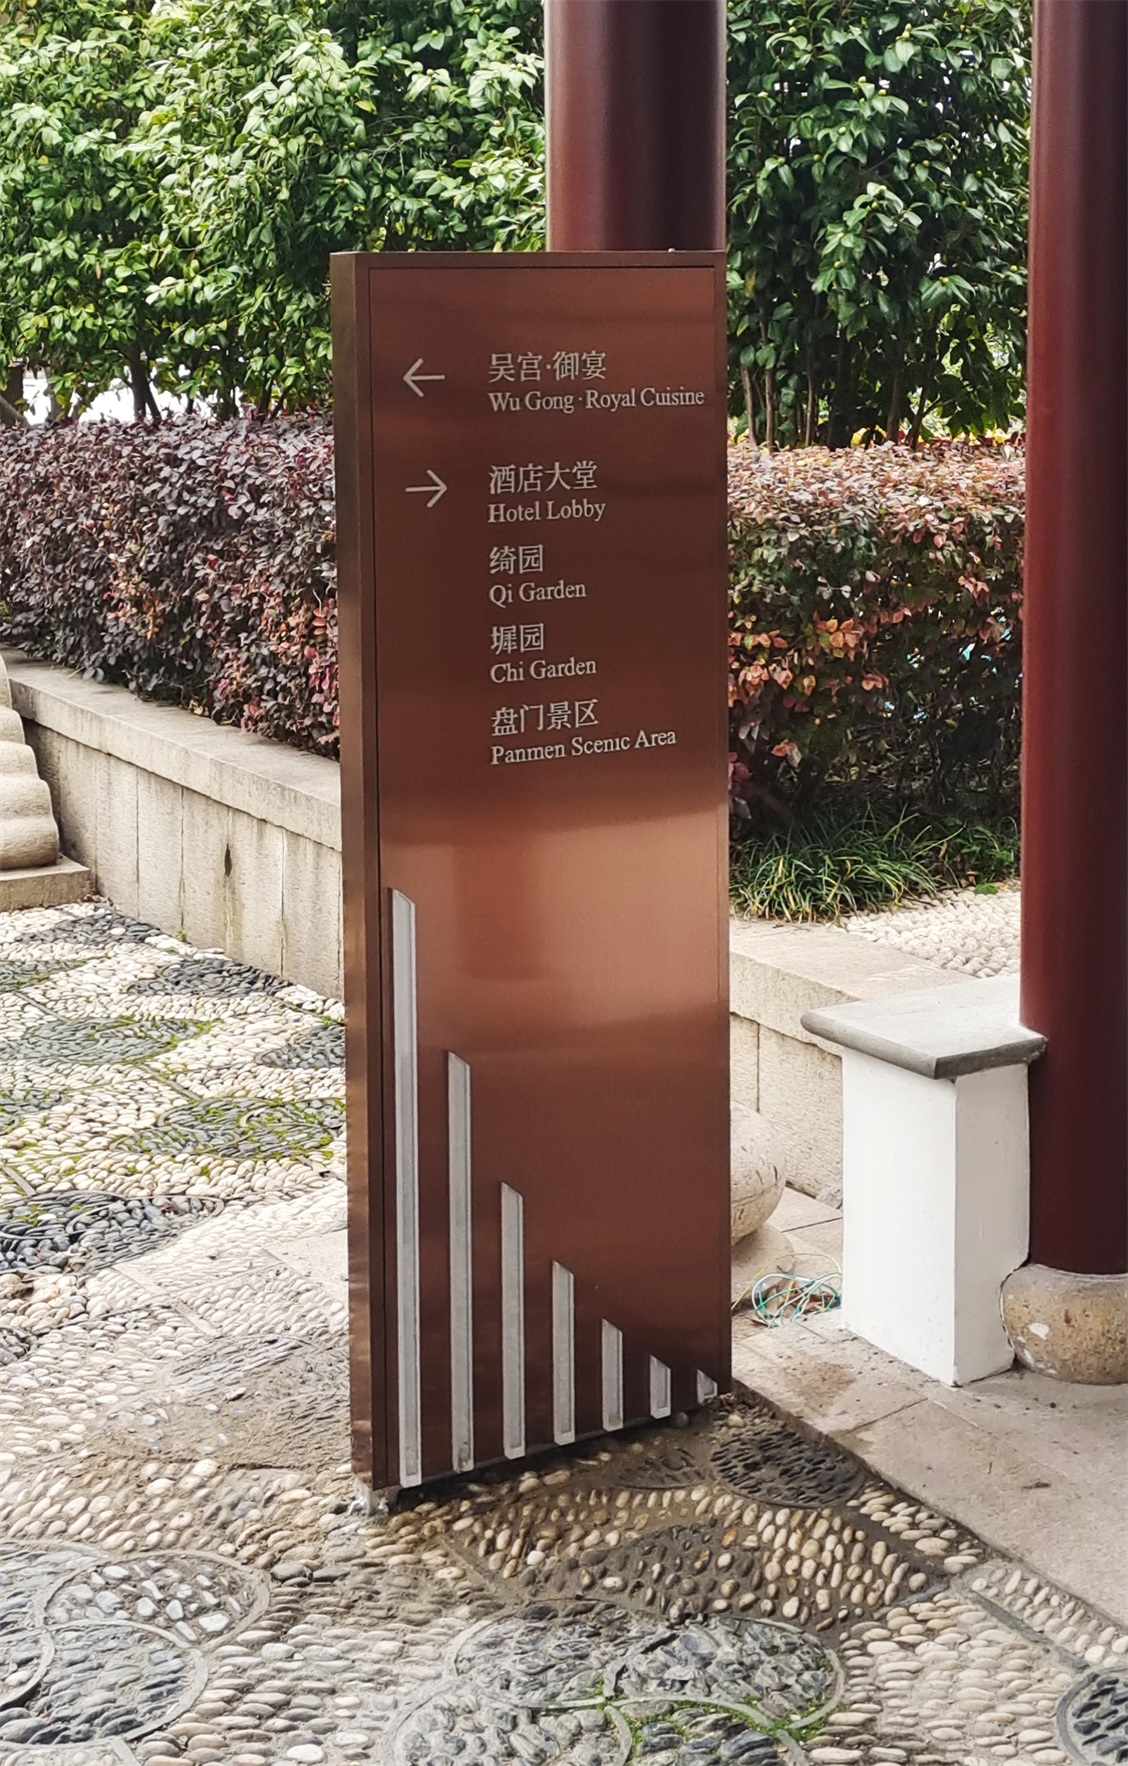 ← 吴宫·御宴
Wu Gong·Royal Cuisine
→ 酒店大堂
Hotel Lobby
绮园
Qi Garden
墀园
Chi Garden
盘门景区
Panmen Scenic Area